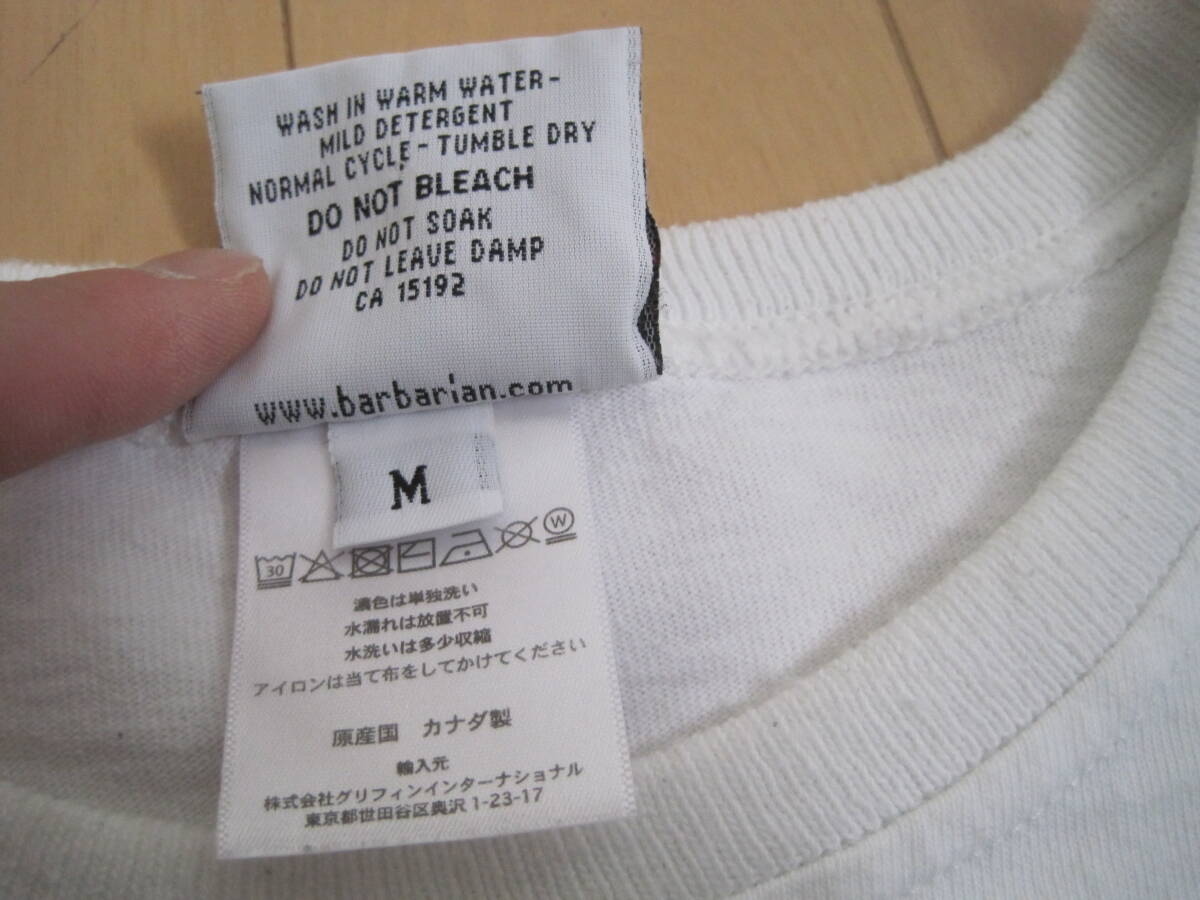 WASH IN WARM WATER-
MILD DETERGENT
NORMAL CYCLE - TUMBLE DRY
DO NOT BLEACH
DO NOT SOAK
DO NOT LEAVE DAMP
CA 15192
www.barbarian.com
M
30 W
濃色は単独洗い
水漏れは放置不可
水洗いは多少収縮
アイロンは当て布をしてかけてください
原産国 カナダ製
輸入元
株式会社グリフィンインターナショナル
東京都世田谷区奥沢 1-23-17